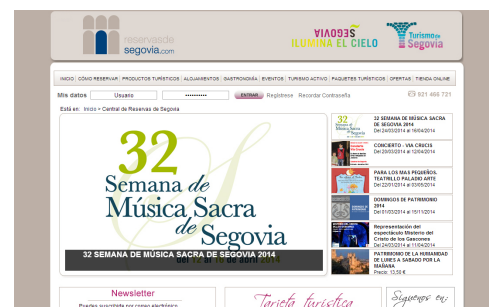 reservasde
segovia.com
SEGOVIA
ILUMINA EL CIELO
Turismo de
Segovia
INICIO | CÓMO RESERVAR | PRODUCTOS TURÍSTICOS | ALOJAMIENTOS | GASTRONOMÍA | EVENTOS | TURISMO ACTIVO | PAQUETES TURÍSTICOS | OFERTAS | TIENDA ONLINE
Mis datos Usuario ENTRAR Regístrese Recordar Contraseña 921 466 721
Está en: Inicio > Central de Reservas de Segovia
32
Semana de
Música Sacra
de
Segovia
32 SEMANA DE MÚSICA SACRA DE SEGOVIA 2014
32 SEMANA DE MÚSICA SACRA
DE SEGOVIA 2014
Del 24/03/2014 al 16/04/2014
CONCIERTO - VIA CRUCIS
Del 20/03/2014 al 12/04/2014
PARA LOS MAS PEQUEÑOS.
TEATRILLO PALADIO ARTE
Del 22/01/2014 al 03/05/2014
DOMINGOS DE PATRIMONIO
2014
Del 01/03/2014 al 15/11/2014
Representación del
espectáculo Misterio del
Cristo de los Gascones
Del 24/03/2014 al 11/04/2014
PATRIMONIO DE LA HUMANIDAD
DE LUNES A SABADO POR LA
MAÑANA
Precio: 13,50 €
Newsletter
Puedes suscribirte por correo electrónico
Tarjeta turística
Síguenos en: